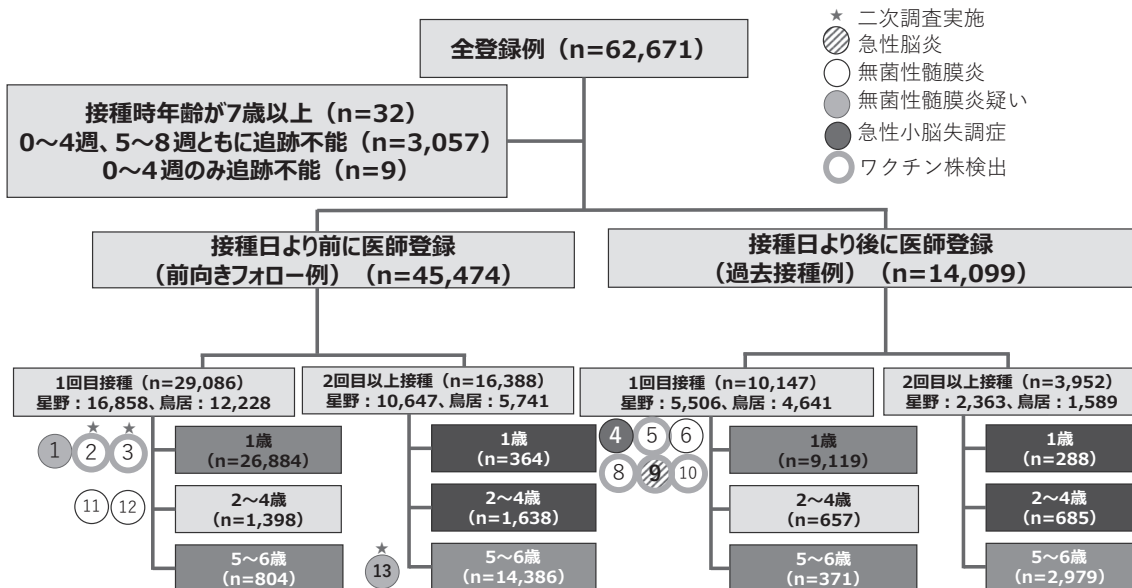 全登録例（n=62,671）
★ 二次調査実施
急性脳炎
無菌性髄膜炎
無菌性髄膜炎疑い
急性小脳失調症
ワクチン株検出
接種時年齢が7歳以上（n=32）
0～4週、5～8週ともに追跡不能（n=3,057）
0～4週のみ追跡不能（n=9）
接種日より前に医師登録
（前向きフォロー例）（n=45,474）
接種日より後に医師登録
（過去接種例）（n=14,099）
1回目接種（n=29,086）
星野：16,858、鳥居：12,228
2回目以上接種（n=16,388）
星野：10,647、鳥居：5,741
1回目接種（n=10,147）
星野：5,506、鳥居：4,641
2回目以上接種（n=3,952）
星野：2,363、鳥居：1,589
★ ★
1 2 3
1歳
（n=26,884）
11 12
2～4歳
（n=1,398）
5～6歳
（n=804）
1歳
（n=364）
2～4歳
（n=1,638）
★
13
5～6歳
（n=14,386）
4 5 6
8 9 10
1歳
（n=9,119）
2～4歳
（n=657）
5～6歳
（n=371）
1歳
（n=288）
2～4歳
（n=685）
5～6歳
（n=2,979）